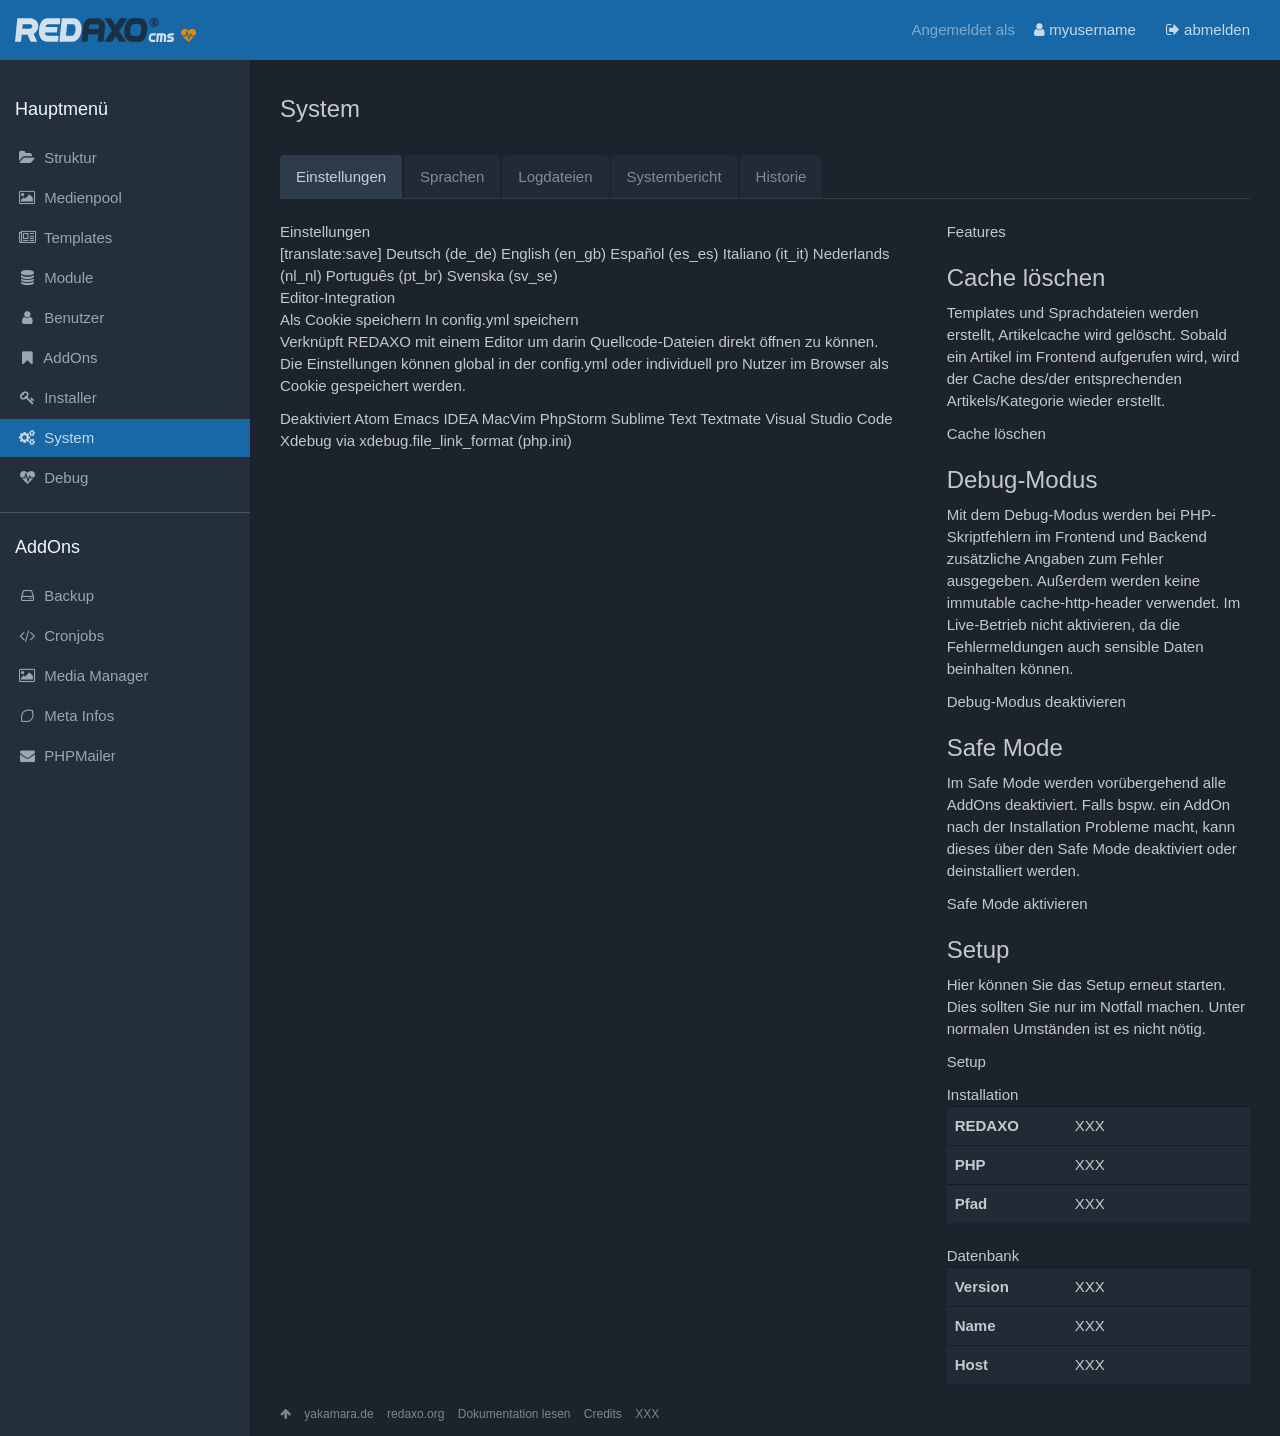 REDAXO® cms
Angemeldet als myusername abmelden
Hauptmenü
Struktur
Medienpool
Templates
Module
Benutzer
AddOns
Installer
System
Debug
AddOns
Backup
Cronjobs
Media Manager
Meta Infos
PHPMailer
System
Einstellungen Sprachen Logdateien Systembericht Historie
Einstellungen
[translate:save] Deutsch (de_de) English (en_gb) Español (es_es) Italiano (it_it) Nederlands
(nl_nl) Português (pt_br) Svenska (sv_se)
Editor-Integration
Als Cookie speichern In config.yml speichern
Verknüpft REDAXO mit einem Editor um darin Quellcode-Dateien direkt öffnen zu können.
Die Einstellungen können global in der config.yml oder individuell pro Nutzer im Browser als
Cookie gespeichert werden.
Deaktiviert Atom Emacs IDEA MacVim PhpStorm Sublime Text Textmate Visual Studio Code
Xdebug via xdebug.file_link_format (php.ini)
Features
Cache löschen
Templates und Sprachdateien werden
erstellt, Artikelcache wird gelöscht. Sobald
ein Artikel im Frontend aufgerufen wird, wird
der Cache des/der entsprechenden
Artikels/Kategorie wieder erstellt.
Cache löschen
Debug-Modus
Mit dem Debug-Modus werden bei PHP-
Skriptfehlern im Frontend und Backend
zusätzliche Angaben zum Fehler
ausgegeben. Außerdem werden keine
immutable cache-http-header verwendet. Im
Live-Betrieb nicht aktivieren, da die
Fehlermeldungen auch sensible Daten
beinhalten können.
Debug-Modus deaktivieren
Safe Mode
Im Safe Mode werden vorübergehend alle
AddOns deaktiviert. Falls bspw. ein AddOn
nach der Installation Probleme macht, kann
dieses über den Safe Mode deaktiviert oder
deinstalliert werden.
Safe Mode aktivieren
Setup
Hier können Sie das Setup erneut starten.
Dies sollten Sie nur im Notfall machen. Unter
normalen Umständen ist es nicht nötig.
Setup
Installation
REDAXO XXX
PHP XXX
Pfad XXX
Datenbank
Version XXX
Name XXX
Host XXX
yakamara.de redaxo.org Dokumentation lesen Credits XXX